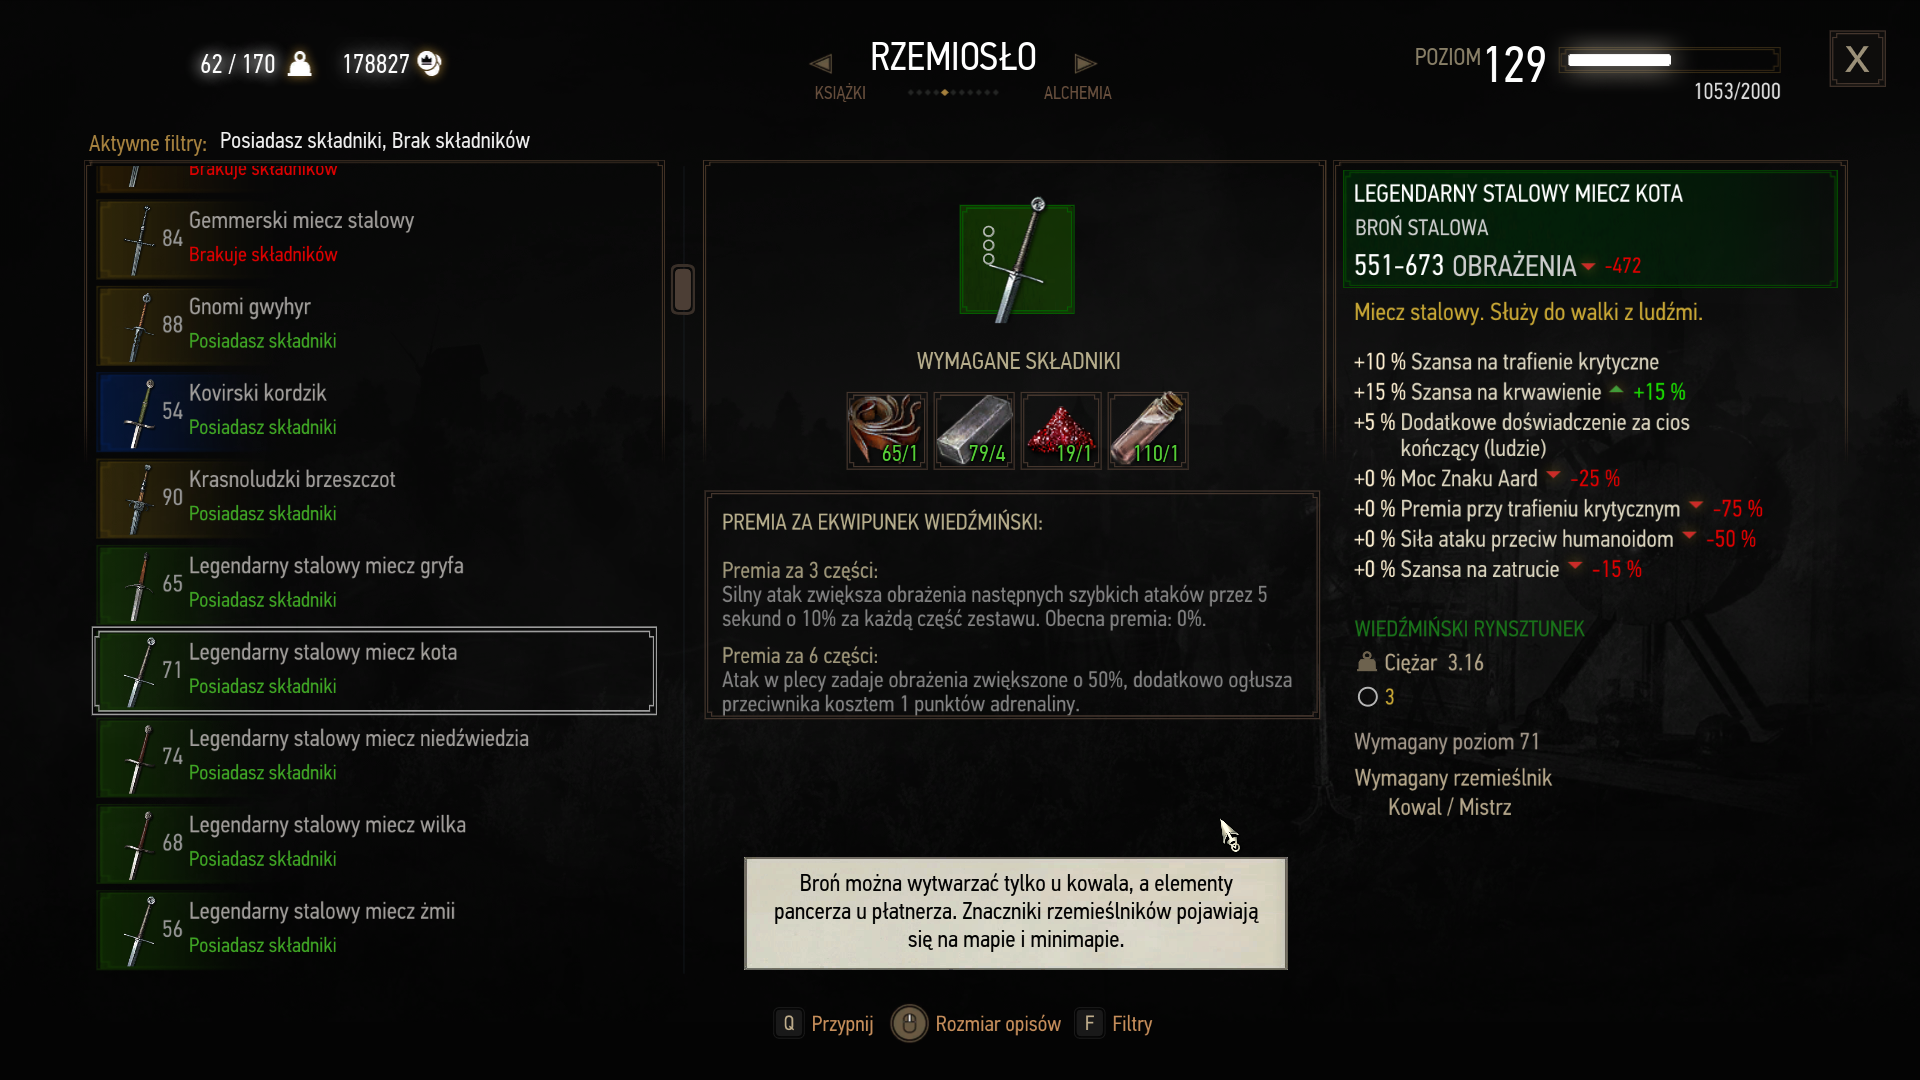 62 / 170
178827
RZEMIOSŁO
KSIĄŻKI
ALCHEMIA
POZIOM 129
1053/2000
X
Aktywne filtry: Posiadasz składniki, Brak składników
Brakuje składników
84
Gemmerski miecz stalowy
Brakuje składników
88
Gnomi gwyhyr
Posiadasz składniki
54
Kovirski kordzik
Posiadasz składniki
90
Krasnoludzki brzeszczot
Posiadasz składniki
65
Legendarny stalowy miecz gryfa
Posiadasz składniki
71
Legendarny stalowy miecz kota
Posiadasz składniki
74
Legendarny stalowy miecz niedźwiedzia
Posiadasz składniki
68
Legendarny stalowy miecz wilka
Posiadasz składniki
56
Legendarny stalowy miecz żmii
Posiadasz składniki
WYMAGANE SKŁADNIKI
65/1
79/4
19/1
110/1
PREMIA ZA EKWIPUNEK WIEDŹMIŃSKI:
Premia za 3 części:
Silny atak zwiększa obrażenia następnych szybkich ataków przez 5
sekund o 10% za każdą część zestawu. Obecna premia: 0%.
Premia za 6 części:
Atak w plecy zadaje obrażenia zwiększone o 50%, dodatkowo ogłusza
przeciwnika kosztem 1 punktów adrenaliny.
Broń można wytwarzać tylko u kowala, a elementy
pancerza u płatnerza. Znaczniki rzemieślników pojawiają
się na mapie i minimapie.
LEGENDARNY STALOWY MIECZ KOTA
BROŃ STALOWA
551-673 OBRAŻENIA -472
Miecz stalowy. Służy do walki z ludźmi.
+10 % Szansa na trafienie krytyczne
+15 % Szansa na krwawienie +15 %
+5 % Dodatkowe doświadczenie za cios
kończący (ludzie)
+0 % Moc Znaku Aard -25 %
+0 % Premia przy trafieniu krytycznym -75 %
+0 % Siła ataku przeciw humanoidom -50 %
+0 % Szansa na zatrucie -15 %
WIEDŹMIŃSKI RYNSZTUNEK
Ciężar 3.16
3
Wymagany poziom 71
Wymagany rzemieślnik
Kowal / Mistrz
Q Przypnij
Rozmiar opisów
F Filtry